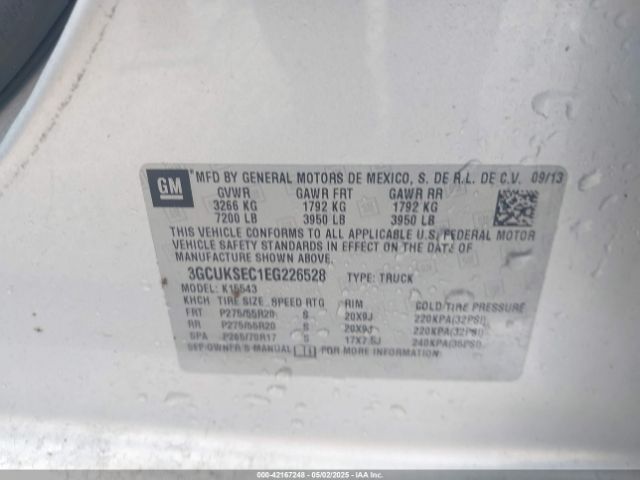 GM
MFD BY GENERAL MOTORS DE MEXICO, S. DE R.L. DE C.V. 09/13
GVWR GAWR FRT GAWR RR
3266 KG 1792 KG 1792 KG
7200 LB 3950 LB 3950 LB
THIS VEHICLE CONFORMS TO ALL APPLICABLE U.S. FEDERAL MOTOR
VEHICLE SAFETY STANDARDS IN EFFECT ON THE DATE OF
MANUFACTURE SHOWN ABOVE.
3GCUKSEC1EG226528 TYPE: TRUCK
MODEL: K15543
KHCH TIRE SIZE SPEED RTG RIM COLD TIRE PRESSURE
FRT P275/55R20 S 20X9J 220KPA(32PSI)
RR P275/55R20 S 20X9J 220KPA(32PSI)
SPA P265/70R17 S 17X7.5J 240KPA(35PSI)
SEE OWNER'S MANUAL FOR MORE INFORMATION
000-42167248 - 05/02/2025 - IAA Inc.